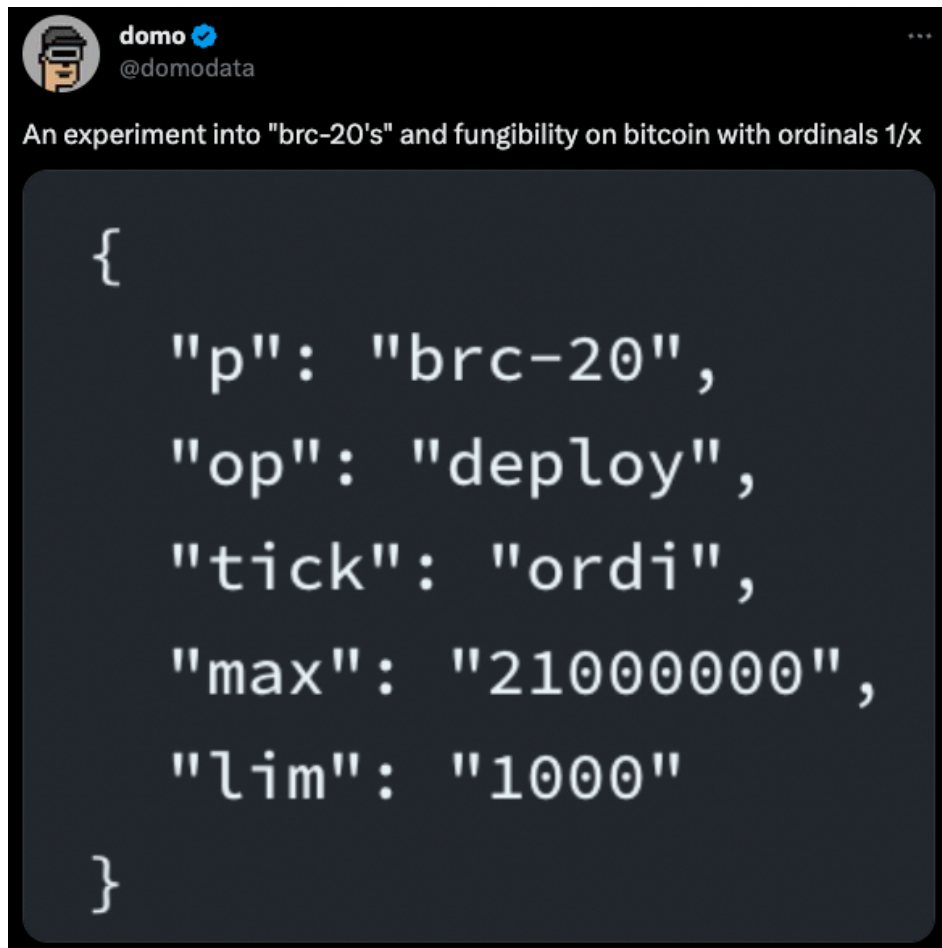 domo
@domodata
An experiment into "brc-20's" and fungibility on bitcoin with ordinals 1/x
{
"p": "brc-20",
"op": "deploy",
"tick": "ordi",
"max": "21000000",
"lim": "1000"
}